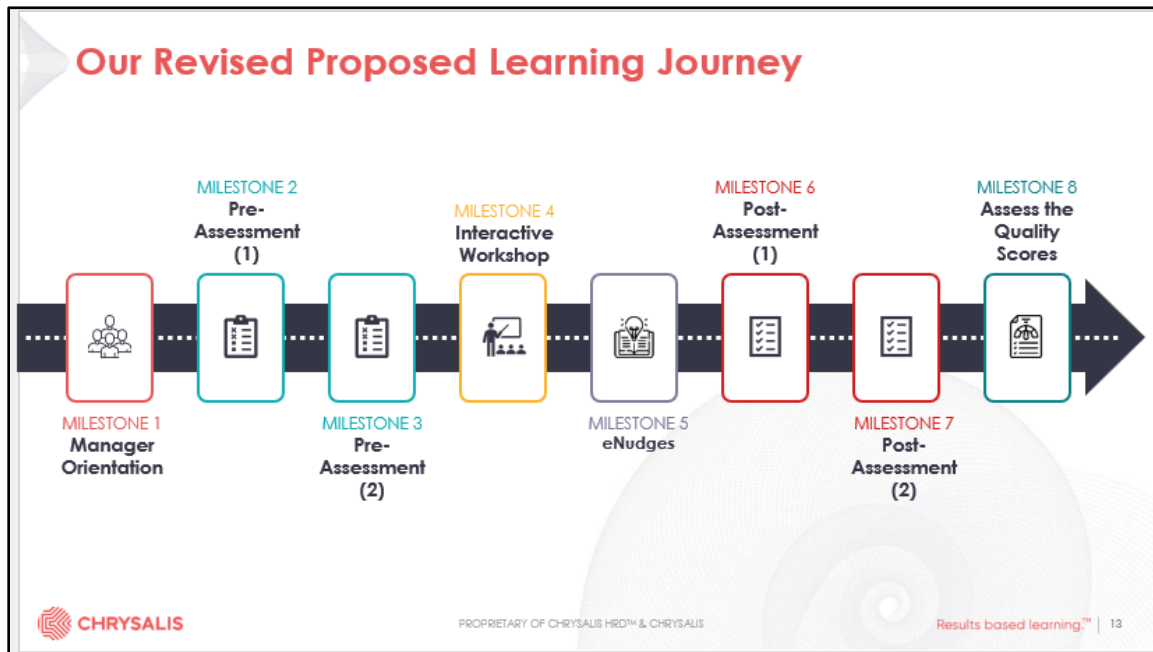 Our Revised Proposed Learning Journey
MILESTONE 1
Manager
Orientation
MILESTONE 2
Pre-
Assessment
(1)
MILESTONE 3
Pre-
Assessment
(2)
MILESTONE 4
Interactive
Workshop
MILESTONE 5
eNudges
MILESTONE 6
Post-
Assessment
(1)
MILESTONE 7
Post-
Assessment
(2)
MILESTONE 8
Assess the
Quality
Scores
CHRYSALIS
PROPRIETARY OF CHRYSALIS HRD™ & CHRYSALIS
Results based learning.™ | 13